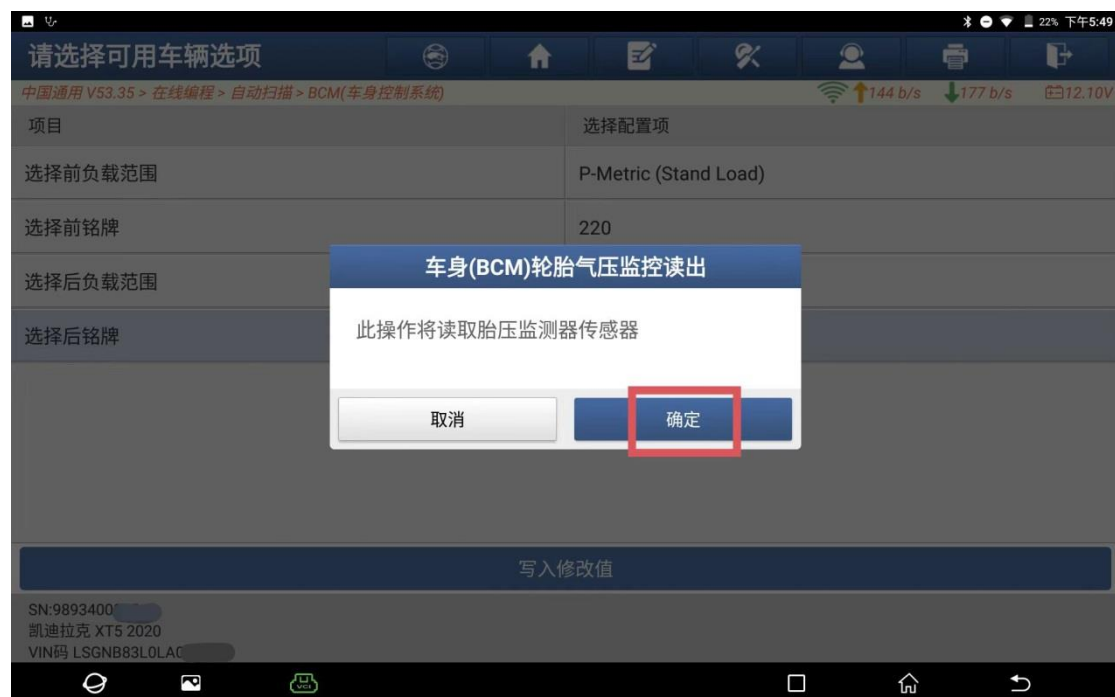 22% 下午5:49
请选择可用车辆选项
中国通用 V53.35 > 在线编程 > 自动扫描 > BCM(车身控制系统)
144 b/s 177 b/s 12.10V
项目 选择配置项
选择前负载范围 P-Metric (Stand Load)
选择前铭牌 220
选择后负载范围
选择后铭牌
车身(BCM)轮胎气压监控读出
此操作将读取胎压监测器传感器
取消 确定
写入修改值
SN:9893400
凯迪拉克 XT5 2020
VIN码 LSGNB83L0LA
VCI